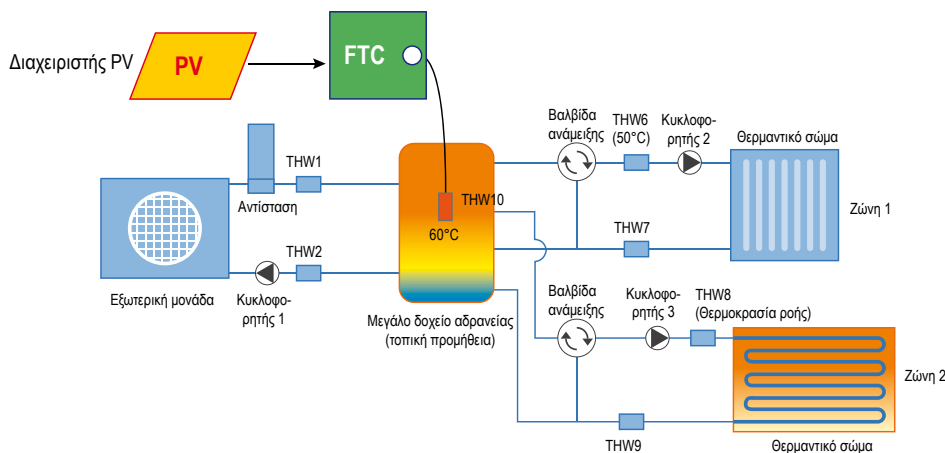 Διαχειριστής PV
PV
FTC
THW1
Αντίσταση
THW2
Εξωτερική μονάδα
Κυκλοφο-
ρητής 1
THW10
60°C
Μεγάλο δοχείο αδρανείας
(τοπική προμήθεια)
Βαλβίδα
ανάμειξης
THW6
(50°C)
Κυκλοφο-
ρητής 2
Θερμαντικό σώμα
Ζώνη 1
THW7
Βαλβίδα
ανάμειξης
Κυκλοφο-
ρητής 3
THW8
(Θερμοκρασία ροής)
Ζώνη 2
THW9
Θερμαντικό σώμα